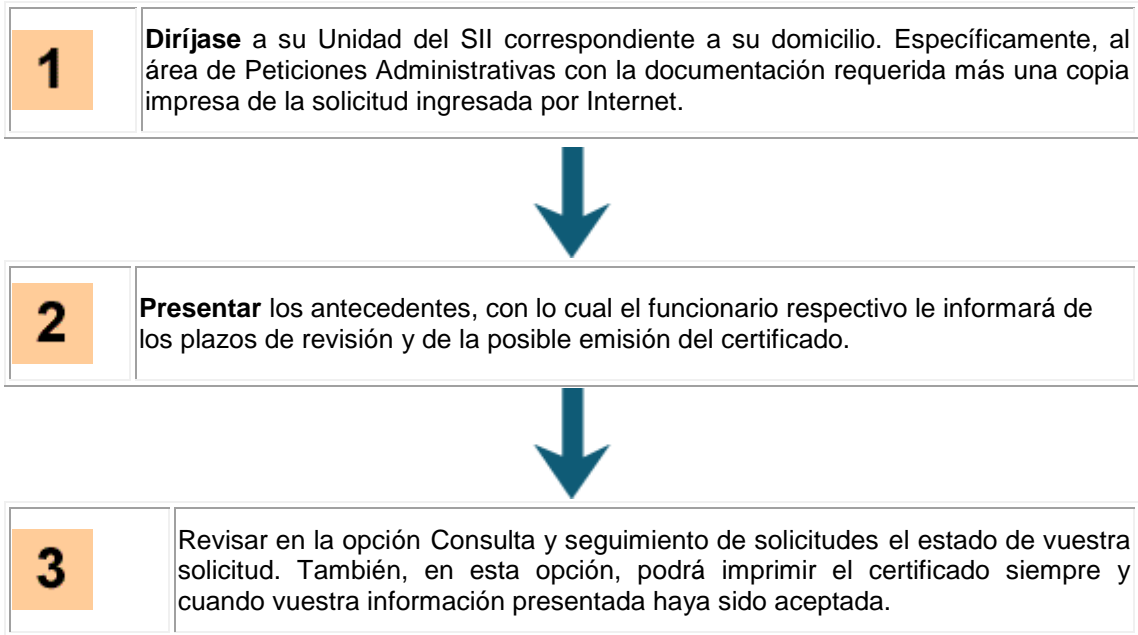 1
Diríjase a su Unidad del SII correspondiente a su domicilio. Específicamente, al
área de Peticiones Administrativas con la documentación requerida más una copia
impresa de la solicitud ingresada por Internet.
2
Presentar los antecedentes, con lo cual el funcionario respectivo le informará de
los plazos de revisión y de la posible emisión del certificado.
3
Revisar en la opción Consulta y seguimiento de solicitudes el estado de vuestra
solicitud. También, en esta opción, podrá imprimir el certificado siempre y
cuando vuestra información presentada haya sido aceptada.